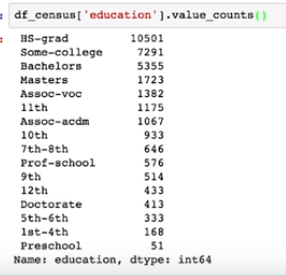 : df_census['education'].value_counts()
: HS-grad 10501
Some-college 7291
Bachelors 5355
Masters 1723
Assoc-voc 1382
11th 1175
Assoc-acdm 1067
10th 933
7th-8th 646
Prof-school 576
9th 514
12th 433
Doctorate 413
5th-6th 333
1st-4th 168
Preschool 51
Name: education, dtype: int64